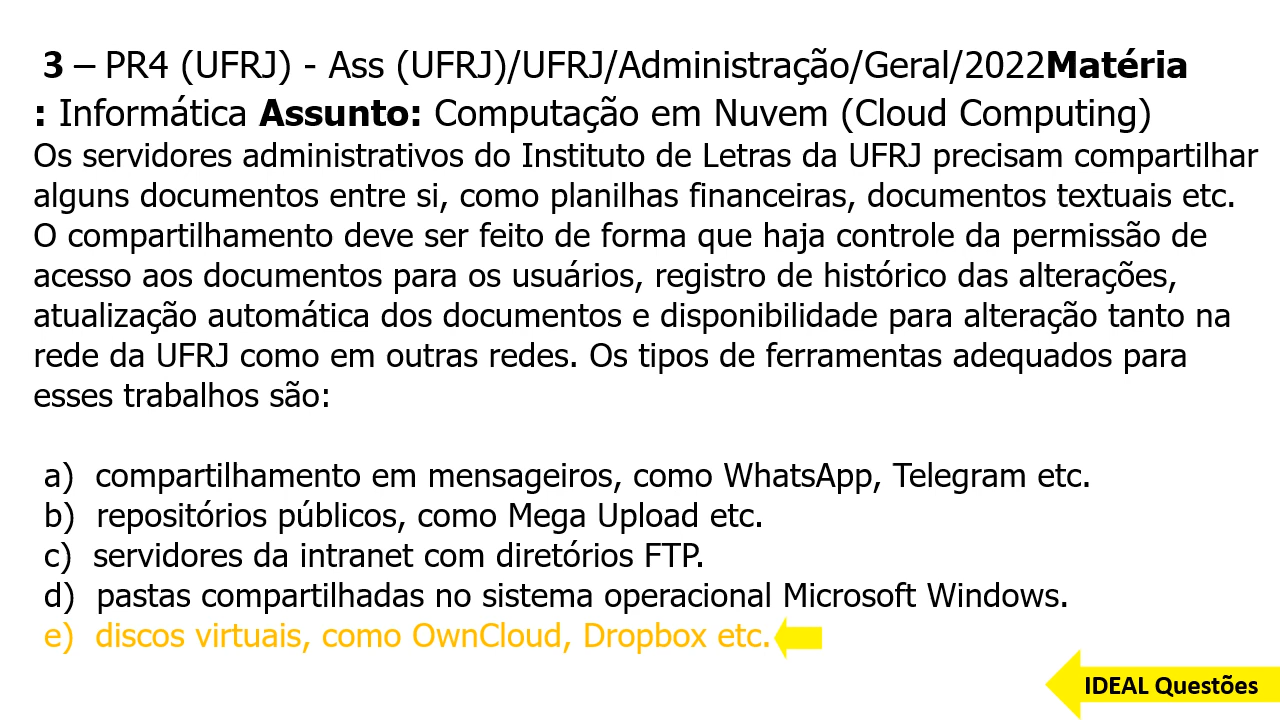 3 – PR4 (UFRJ) - Ass (UFRJ)/UFRJ/Administração/Geral/2022Matéria
: Informática Assunto: Computação em Nuvem (Cloud Computing)
Os servidores administrativos do Instituto de Letras da UFRJ precisam compartilhar
alguns documentos entre si, como planilhas financeiras, documentos textuais etc.
O compartilhamento deve ser feito de forma que haja controle da permissão de
acesso aos documentos para os usuários, registro de histórico das alterações,
atualização automática dos documentos e disponibilidade para alteração tanto na
rede da UFRJ como em outras redes. Os tipos de ferramentas adequados para
esses trabalhos são:
a) compartilhamento em mensageiros, como WhatsApp, Telegram etc.
b) repositórios públicos, como Mega Upload etc.
c) servidores da intranet com diretórios FTP.
d) pastas compartilhadas no sistema operacional Microsoft Windows.
e) discos virtuais, como OwnCloud, Dropbox etc.
IDEAL Questões